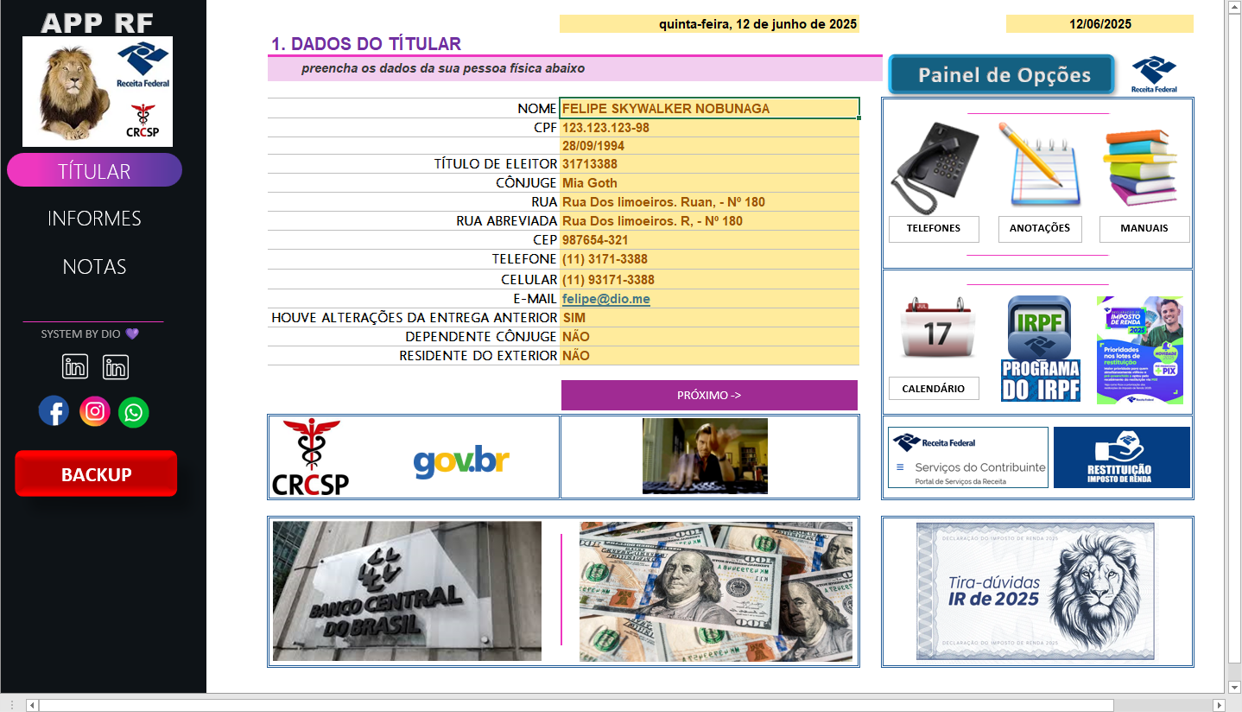 APP RF
Receita Federal
CRCSP
TÍTULAR
INFORMES
NOTAS
SYSTEM BY DIO 💜
in in
BACKUP
quinta-feira, 12 de junho de 2025
12/06/2025
1. DADOS DO TÍTULAR
preencha os dados da sua pessoa física abaixo
NOME FELIPE SKYWALKER NOBUNAGA
CPF 123.123.123-98
28/09/1994
TÍTULO DE ELEITOR 31713388
CÔNJUGE Mia Goth
RUA Rua Dos limoeiros. Ruan, - Nº 180
RUA ABREVIADA Rua Dos limoeiros. R, - Nº 180
CEP 987654-321
TELEFONE (11) 3171-3388
CELULAR (11) 93171-3388
E-MAIL felipe@dio.me
HOUVE ALTERAÇÕES DA ENTREGA ANTERIOR SIM
DEPENDENTE CÔNJUGE NÃO
RESIDENTE DO EXTERIOR NÃO
PRÓXIMO ->
CRCSP
gov.br
BANCO CENTRAL
DO BRASIL
100
Painel de Opções
Receita Federal
TELEFONES
ANOTAÇÕES
MANUAIS
17
CALENDÁRIO
IRPF
PROGRAMA
DO IRPF
IMPOSTO
DE RENDA
2025
Prioridades
nos lotes de
restituição
PIX
Receita Federal
≡ Serviços do Contribuinte
Portal de Serviços da Receita
RESTITUIÇÃO
IMPOSTO DE RENDA
DECLARAÇÃO DO IMPOSTO DE RENDA 2025
Tira-dúvidas
IR de 2025
DECLARAÇÃO DO IMPOSTO DE RENDA 2025